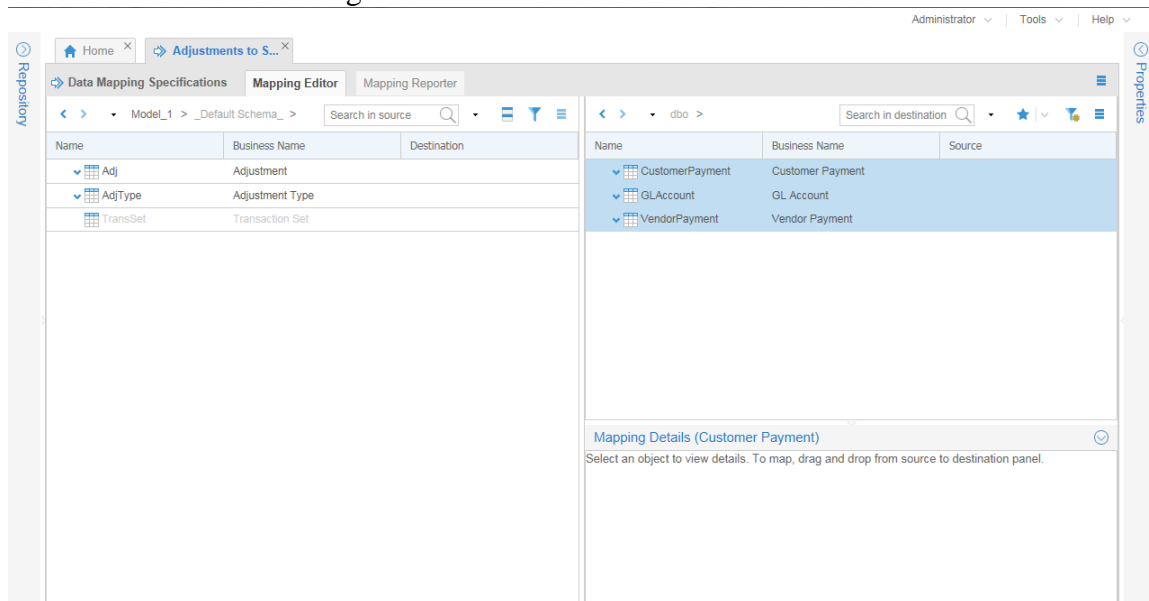 Administrator Tools Help
Home Adjustments to S...
Repository
Properties
Data Mapping Specifications Mapping Editor Mapping Reporter
Model_1 > _Default Schema_ > Search in source
dbo > Search in destination
Name Business Name Destination
Name Business Name Source
Adj Adjustment
AdjType Adjustment Type
TransSet Transaction Set
CustomerPayment Customer Payment
GLAccount GL Account
VendorPayment Vendor Payment
Mapping Details (Customer Payment)
Select an object to view details. To map, drag and drop from source to destination panel.